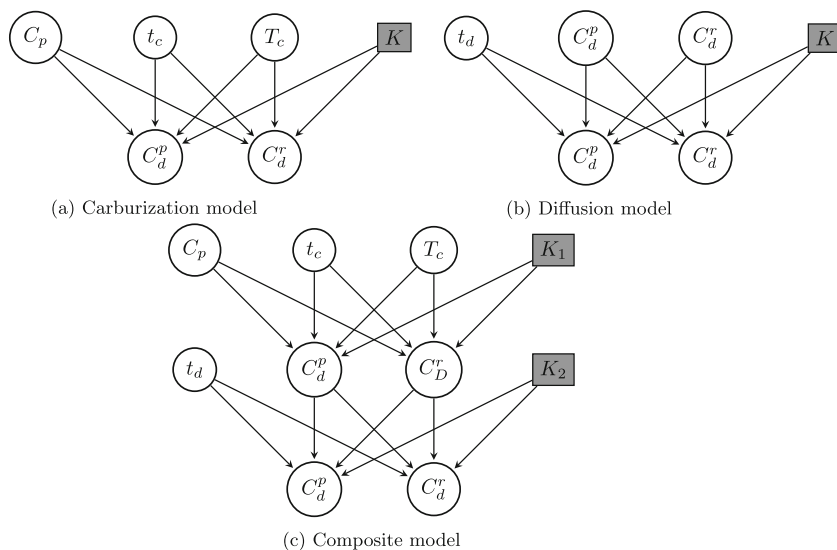 C_p t_c T_c K t_d C_d^p C_d^r K
C_d^p C_d^r C_d^p C_d^r
(a) Carburization model (b) Diffusion model
C_p t_c T_c K_1
t_d C_d^p C_D^r K_2
C_d^p C_d^r
(c) Composite model